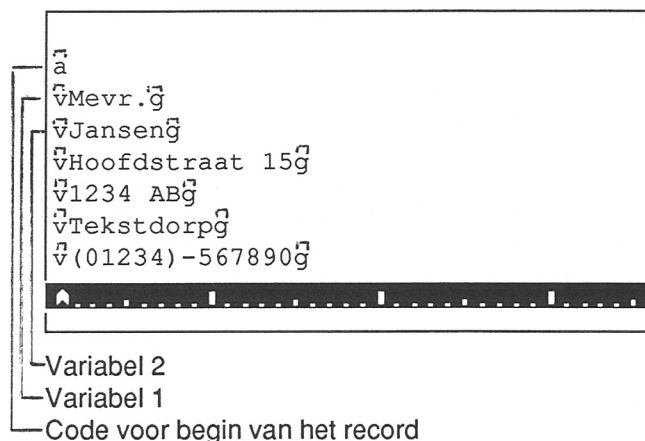 a
vMevr.g
vJanseng
vHoofdstraat 15g
v1234 ABg
vTekstdorpg
v(01234)-567890g
Variabel 2
Variabel 1
Code voor begin van het record